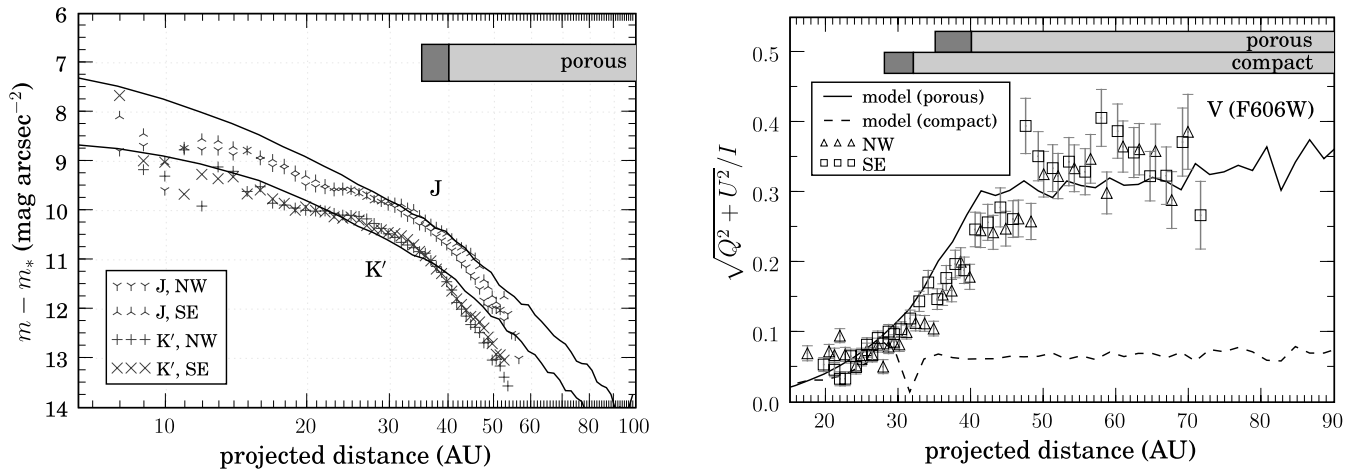 6
7
8
9
10
11
12
13
14
m − m* (mag arcsec−2)
porous
J
K′
J, NW
J, SE
K′, NW
K′, SE
10
20
30
40
50
60
80
100
projected distance (AU)
0.5
0.4
0.3
0.2
0.1
0.0
√Q2 + U2/I
porous
compact
model (porous)
model (compact)
NW
SE
V (F606W)
20
30
40
50
60
70
80
90
projected distance (AU)